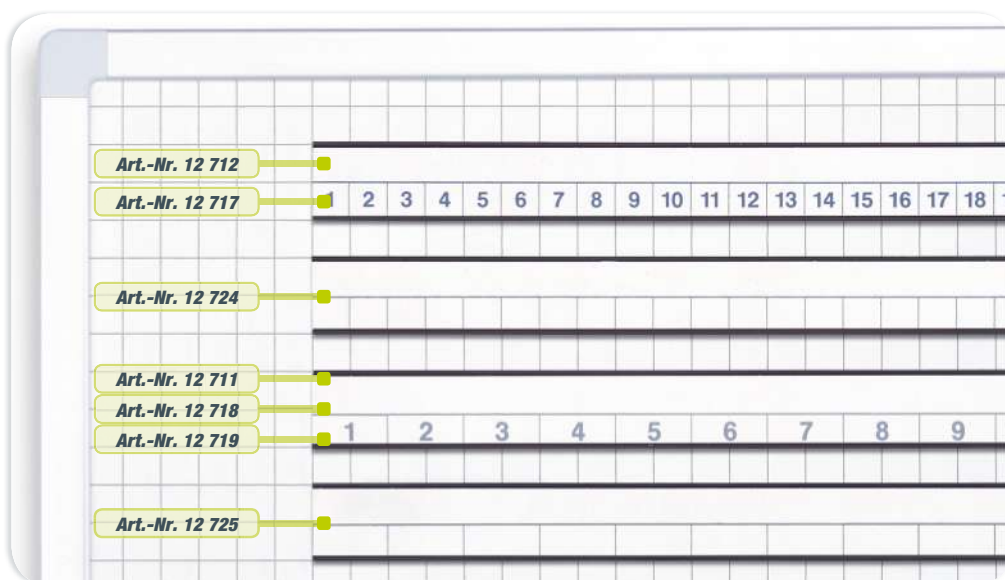 Art.-Nr. 12 712
Art.-Nr. 12 717
1 2 3 4 5 6 7 8 9 10 11 12 13 14 15 16 17 18
Art.-Nr. 12 724
Art.-Nr. 12 711
Art.-Nr. 12 718
Art.-Nr. 12 719
1 2 3 4 5 6 7 8 9
Art.-Nr. 12 725